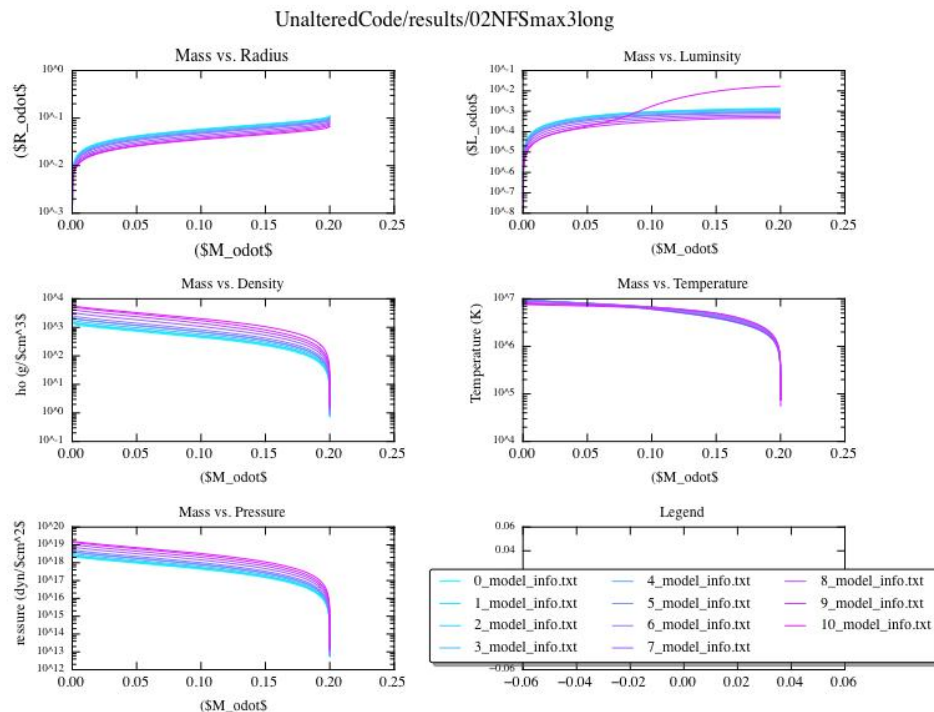 UnalteredCode/results/02NFSmax3long
Mass vs. Radius
10^0
10^-1
10^-2
10^-3
($R_odot$
0.00 0.05 0.10 0.15 0.20 0.25
($M_odot$
Mass vs. Luminsity
10^-1
10^-2
10^-3
10^-4
10^-5
10^-6
10^-7
10^-8
($L_odot$
0.00 0.05 0.10 0.15 0.20 0.25
($M_odot$
Mass vs. Density
10^4
10^3
10^2
10^1
10^0
10^-1
ho (g/$cm^3$
0.00 0.05 0.10 0.15 0.20 0.25
($M_odot$
Mass vs. Temperature
10^7
10^6
10^5
10^4
Temperature (K)
0.00 0.05 0.10 0.15 0.20 0.25
($M_odot$
Mass vs. Pressure
10^20
10^19
10^18
10^17
10^16
10^15
10^14
10^13
10^12
ressure (dyn/$cm^2$
0.00 0.05 0.10 0.15 0.20 0.25
($M_odot$
Legend
0.06
0.04
0_model_info.txt 4_model_info.txt 8_model_info.txt
1_model_info.txt 5_model_info.txt 9_model_info.txt
2_model_info.txt 6_model_info.txt 10_model_info.txt
3_model_info.txt 7_model_info.txt
-0.06
−0.06 −0.04 −0.02 0.00 0.02 0.04 0.06